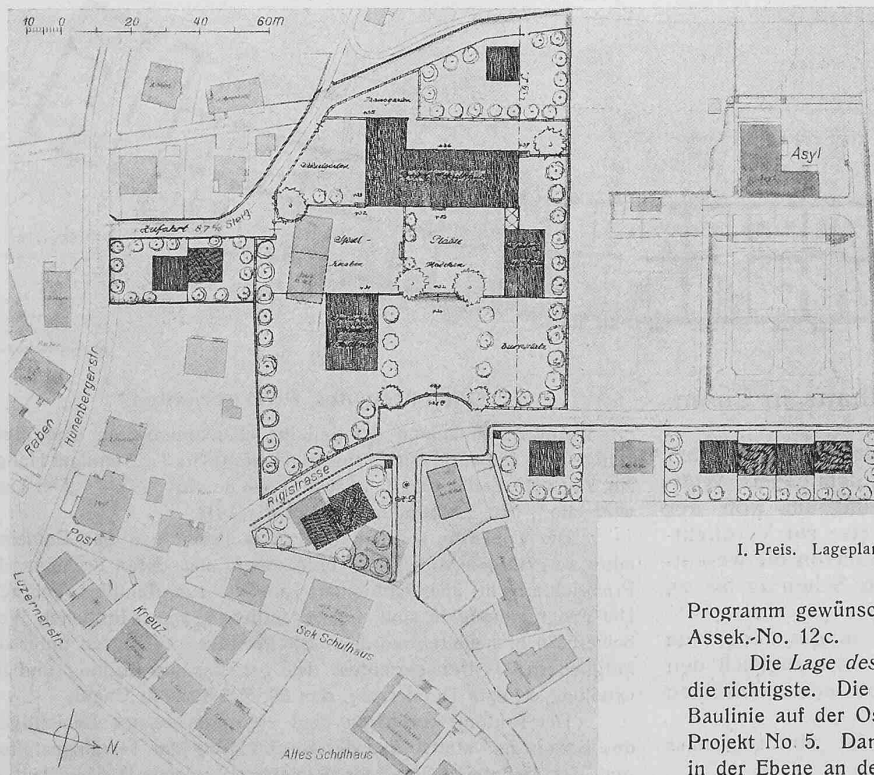 10 0 20 40 60m
Asyl
Zufahrt 87% Steig.
Spiel-
Plätze
Knaben
Mädchen
Turnplatz
Raben
Hünenbergerstr
Rigistrasse
Post
Luzernerstr
Kreuz
Sek Schulhaus
Altes Schulhaus
N.
I. Preis. Lageplan
Programm gewünsc
Assek.-No. 12 c.
Die Lage des
die richtigste. Die
Baulinie auf der Os
Projekt No 5. Dar
in der Ebene an de